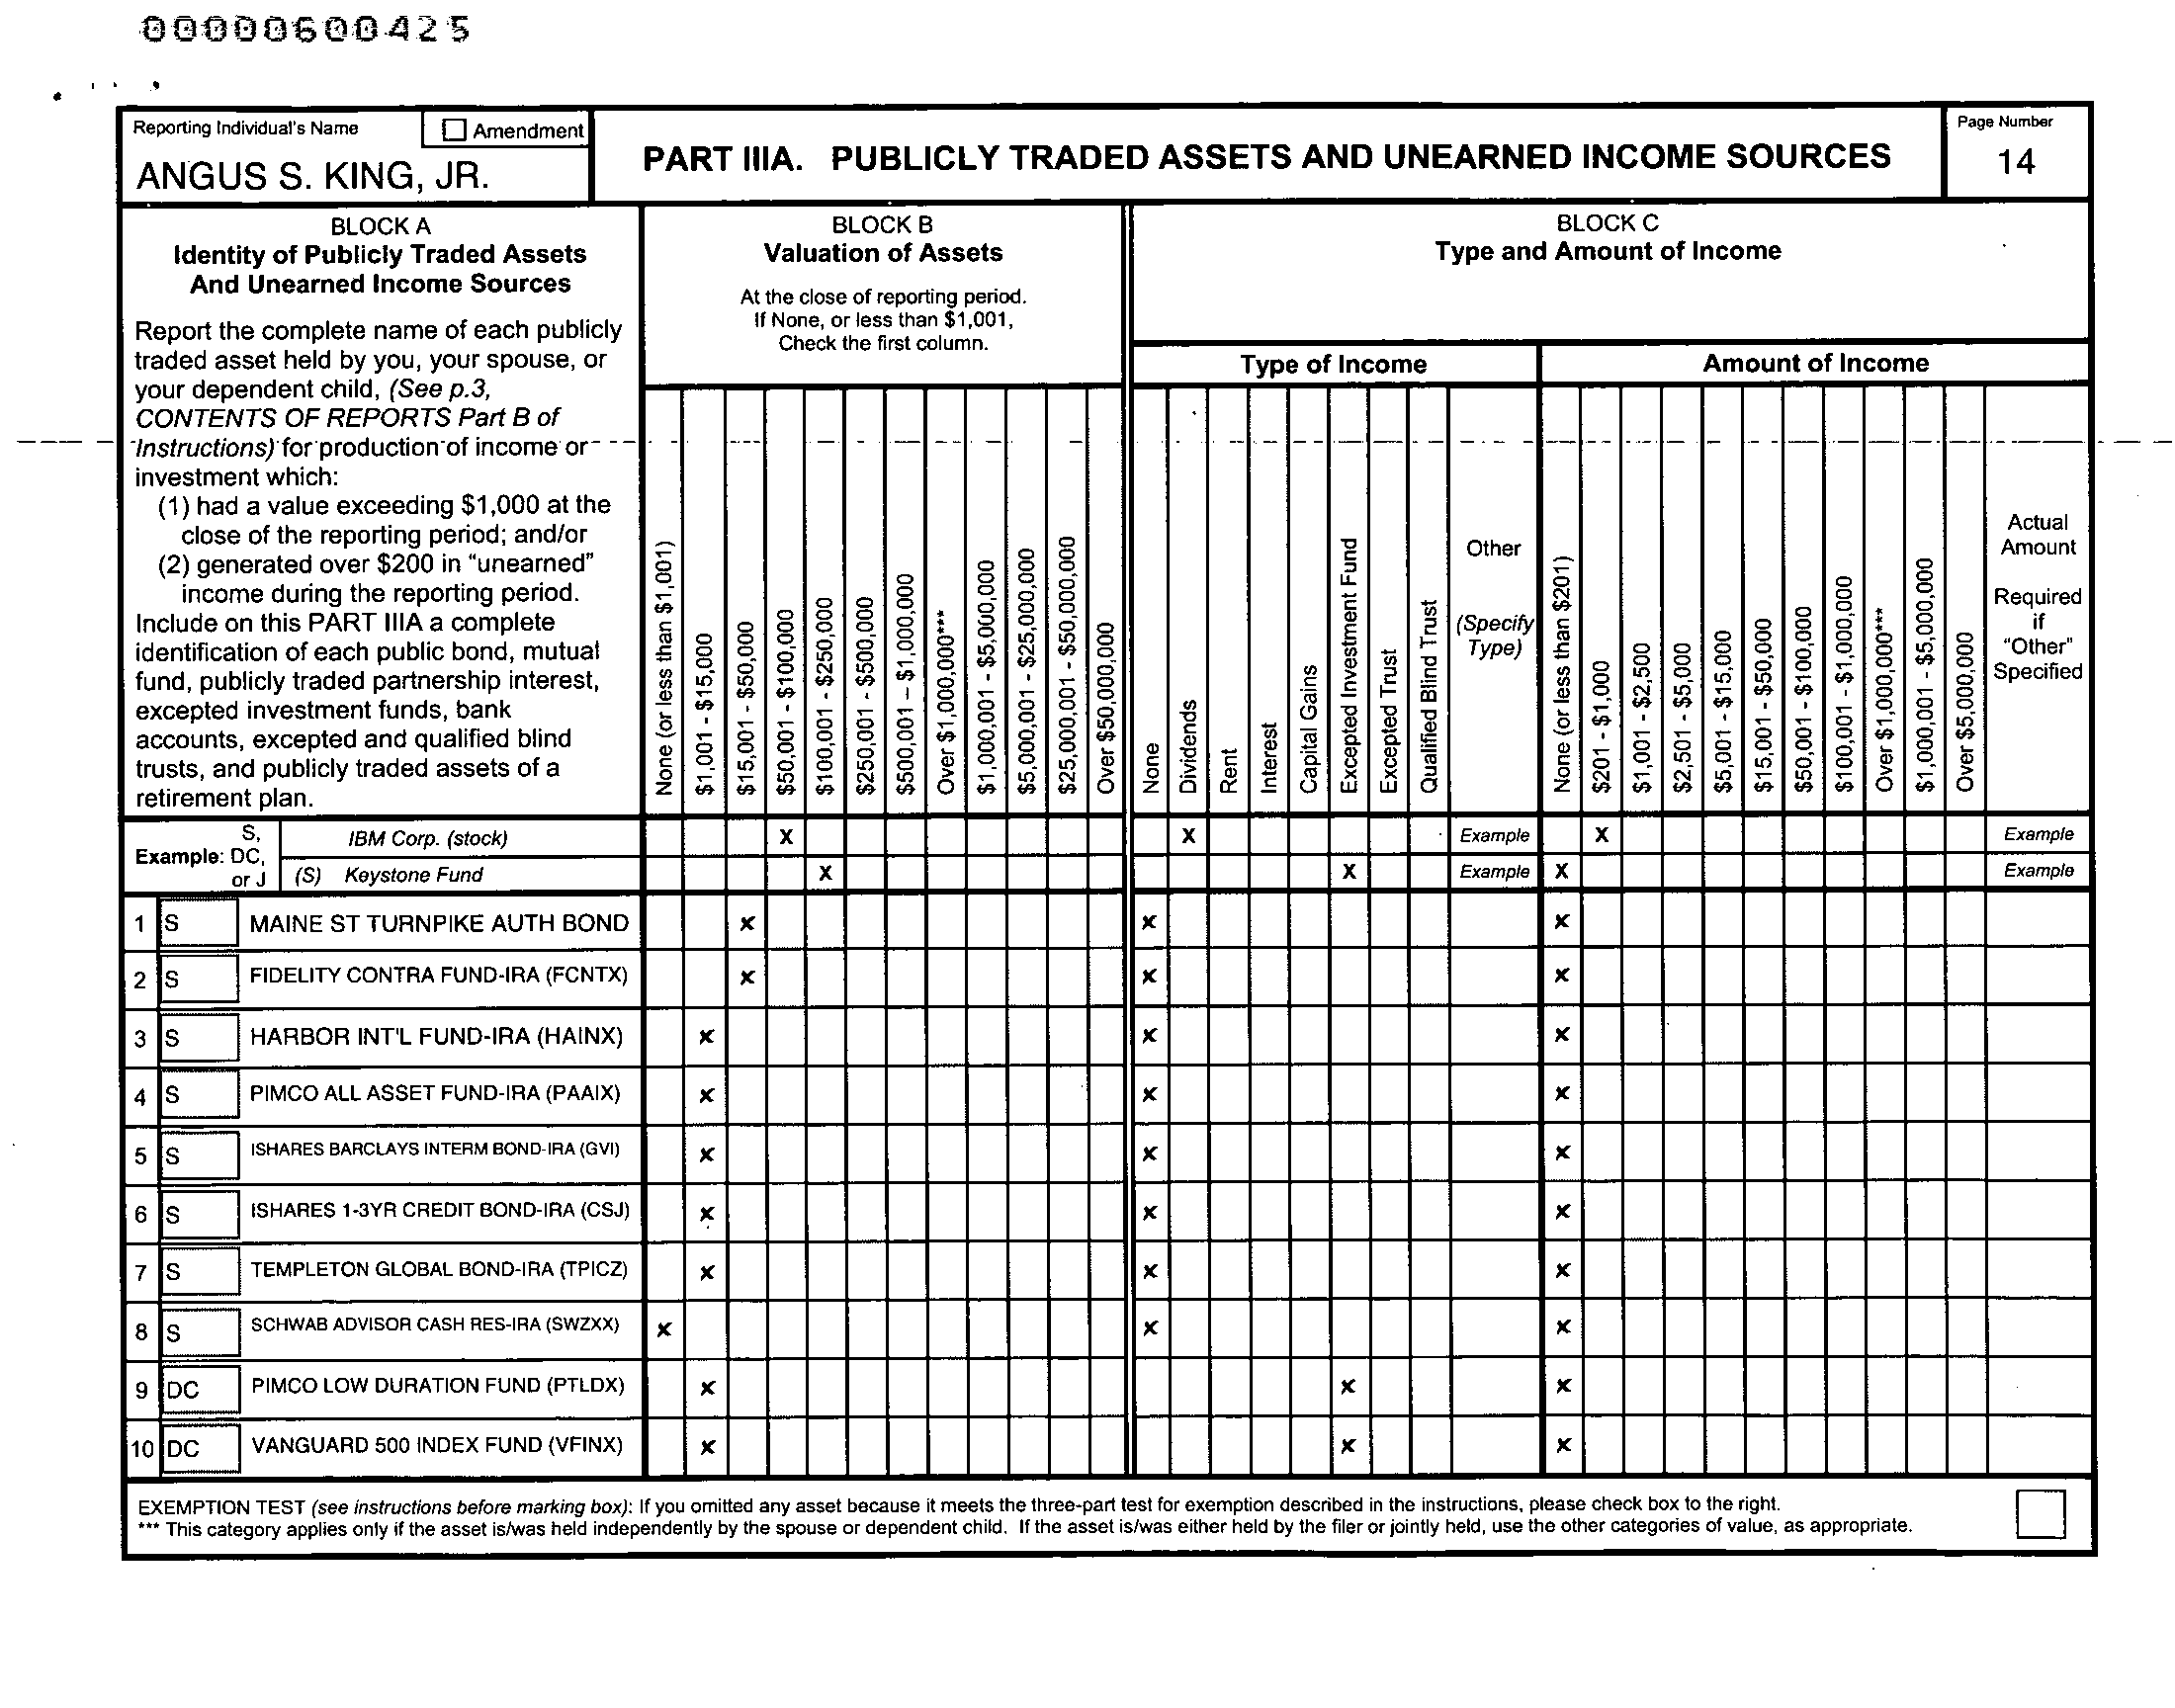 00000600425
Reporting Individual's Name
Amendment
ANGUS S. KING, JR.
PART IIIA. PUBLICLY TRADED ASSETS AND UNEARNED INCOME SOURCES
Page Number
14
BLOCK A
Identity of Publicly Traded Assets
And Unearned Income Sources
Report the complete name of each publicly
traded asset held by you, your spouse, or
your dependent child, (See p.3,
CONTENTS OF REPORTS Part B of
Instructions) for production of income or
investment which:
(1) had a value exceeding $1,000 at the
close of the reporting period; and/or
(2) generated over $200 in "unearned"
income during the reporting period.
Include on this PART IIIA a complete
identification of each public bond, mutual
fund, publicly traded partnership interest,
excepted investment funds, bank
accounts, excepted and qualified blind
trusts, and publicly traded assets of a
retirement plan.
BLOCK B
Valuation of Assets
At the close of reporting period.
If None, or less than $1,001,
Check the first column.
None (or less than $1,001)
$1,001 - $15,000
$15,001 - $50,000
$50,001 - $100,000
$100,001 - $250,000
$250,001 - $500,000
$500,001 – $1,000,000
Over $1,000,000***
$1,000,001 - $5,000,000
$5,000,001 - $25,000,000
$25,000,001 - $50,000,000
Over $50,000,000
BLOCK C
Type and Amount of Income
Type of Income
None
Dividends
Rent
Interest
Capital Gains
Excepted Investment Fund
Excepted Trust
Qualified Blind Trust
Other
(Specify
Type)
Amount of Income
None (or less than $201)
$201 - $1,000
$1,001 - $2,500
$2,501 - $5,000
$5,001 - $15,000
$15,001 - $50,000
$50,001 - $100,000
$100,001 - $1,000,000
Over $1,000,000***
$1,000,001 - $5,000,000
Over $5,000,000
Actual
Amount
Required
if
"Other"
Specified
Example: S, DC, or J
IBM Corp. (stock) X X Example X Example
(S) Keystone Fund X X Example X Example
1 S MAINE ST TURNPIKE AUTH BOND x x x
2 S FIDELITY CONTRA FUND-IRA (FCNTX) x x x
3 S HARBOR INT'L FUND-IRA (HAINX) x x x
4 S PIMCO ALL ASSET FUND-IRA (PAAIX) x x x
5 S ISHARES BARCLAYS INTERM BOND-IRA (GVI) x x x
6 S ISHARES 1-3YR CREDIT BOND-IRA (CSJ) x x x
7 S TEMPLETON GLOBAL BOND-IRA (TPICZ) x x x
8 S SCHWAB ADVISOR CASH RES-IRA (SWZXX) x x x
9 DC PIMCO LOW DURATION FUND (PTLDX) x x x
10 DC VANGUARD 500 INDEX FUND (VFINX) x x x
EXEMPTION TEST (see instructions before marking box): If you omitted any asset because it meets the three-part test for exemption described in the instructions, please check box to the right.
*** This category applies only if the asset is/was held independently by the spouse or dependent child. If the asset is/was either held by the filer or jointly held, use the other categories of value, as appropriate.